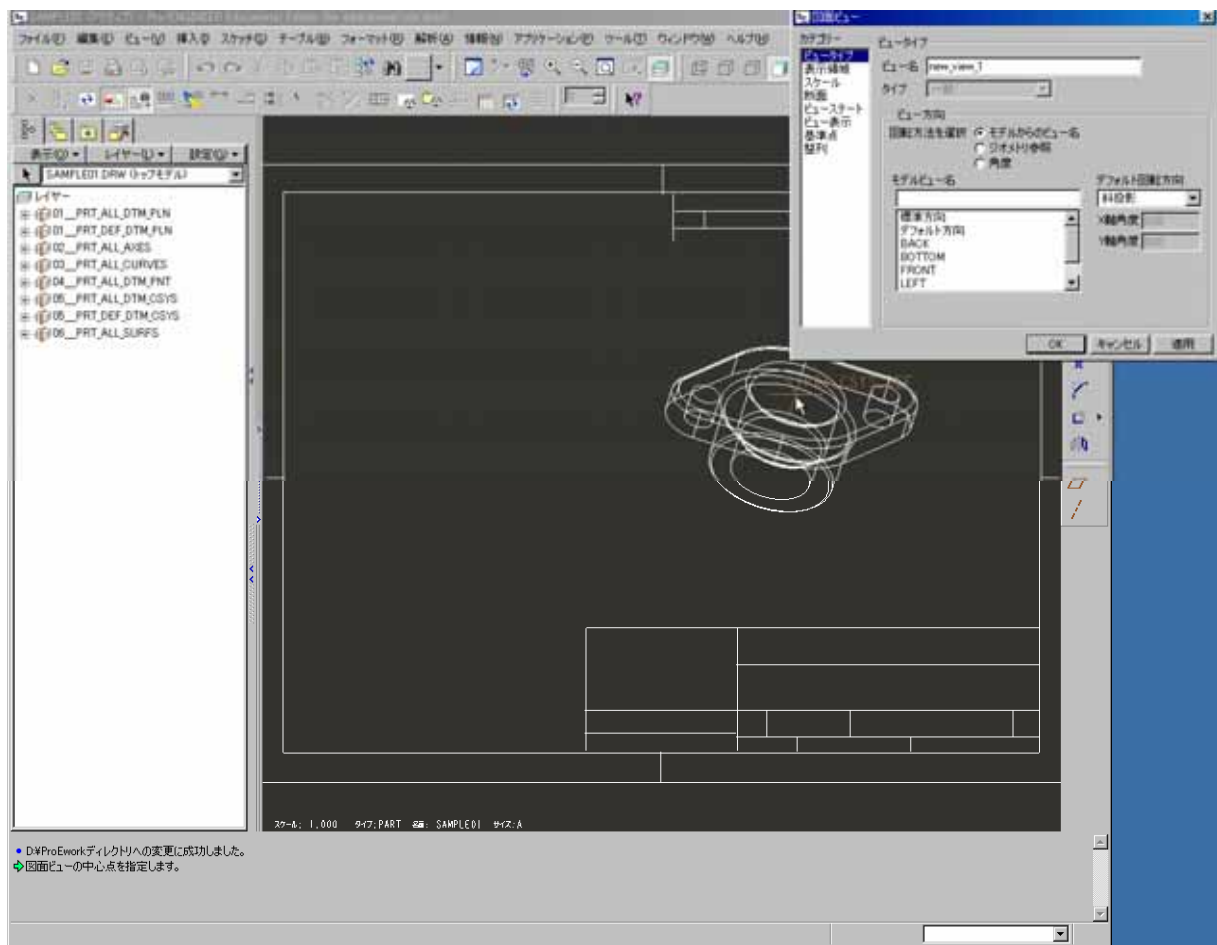 ファイル(F) 編集(E) ビュー(V) 挿入(I) スケッチ(S) テーブル(B) フォーマット(R) 解析(A) 情報(N) アプリケーション(P) ツール(T) ウィンドウ(W) ヘルプ(H)
表示(O) レイヤー(L) 設定(G)
SAMPLE01.DRW (トップモデル)
レイヤー
01__PRT_ALL_DTM_PLN
01__PRT_DEF_DTM_PLN
02__PRT_ALL_AXES
03__PRT_ALL_CURVES
04__PRT_ALL_DTM_PNT
05__PRT_ALL_DTM_CSYS
05__PRT_DEF_DTM_CSYS
06__PRT_ALL_SURFS
図面ビュー
カテゴリー
ビュータイプ
表示領域
スケール
断面
ビューステート
ビュー表示
基準点
整列
ビュータイプ
ビュー名 new_view_1
タイプ 一般
ビュー方向
回転方法を選択 モデルからのビュー名
ジオメトリ参照
角度
モデルビュー名
デフォルト回転方向
標準方向
デフォルト方向
BACK
BOTTOM
FRONT
LEFT
斜投影
X軸角度
Y軸角度
OK キャンセル 適用
スケール: 1.000 タイプ:PART 名前: SAMPLE01 サイズ:A
• D:¥ProEworkディレクトリへの変更に成功しました。
図面ビューの中心点を指定します。